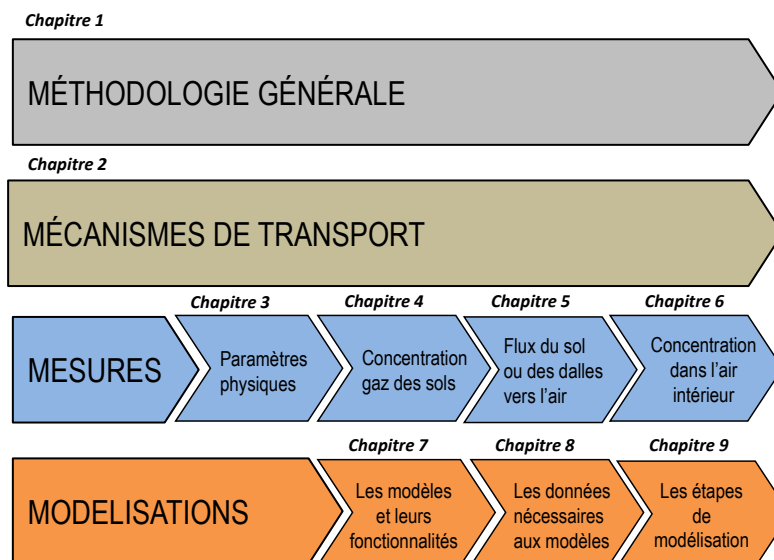 Chapitre 1
MÉTHODOLOGIE GÉNÉRALE
Chapitre 2
MÉCANISMES DE TRANSPORT
Chapitre 3
Chapitre 4
Chapitre 5
Chapitre 6
MESURES
Paramètres
physiques
Concentration
gaz des sols
Flux du sol
ou des dalles
vers l'air
Concentration
dans l'air
intérieur
Chapitre 7
Chapitre 8
Chapitre 9
MODELISATIONS
Les modèles
et leurs
fonctionnalités
Les données
nécessaires
aux modèles
Les étapes
de
modélisation